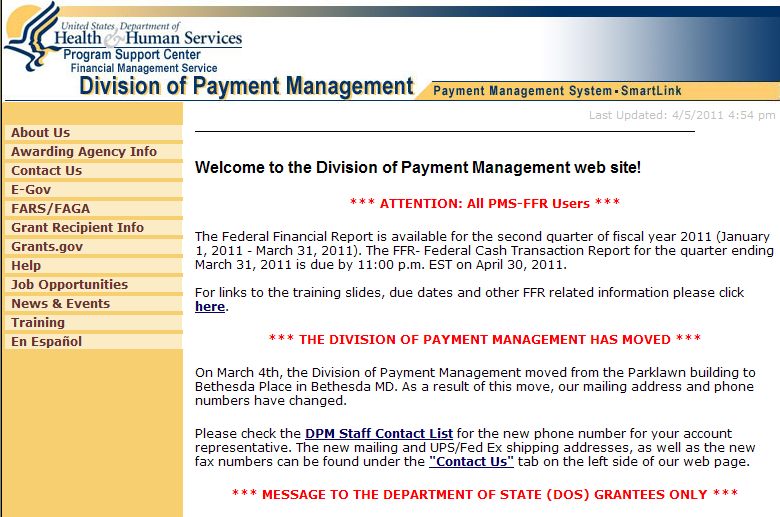 United States Department of
Health & Human Services
Program Support Center
Financial Management Service
Division of Payment Management
Payment Management System ▪ SmartLink
Last Updated: 4/5/2011 4:54 pm
About Us
Awarding Agency Info
Contact Us
E-Gov
FARS/FAGA
Grant Recipient Info
Grants.gov
Help
Job Opportunities
News & Events
Training
En Español
Welcome to the Division of Payment Management web site!
*** ATTENTION: All PMS-FFR Users ***
The Federal Financial Report is available for the second quarter of fiscal year 2011 (January
1, 2011 - March 31, 2011). The FFR- Federal Cash Transaction Report for the quarter ending
March 31, 2011 is due by 11:00 p.m. EST on April 30, 2011.
For links to the training slides, due dates and other FFR related information please click
here.
*** THE DIVISION OF PAYMENT MANAGEMENT HAS MOVED ***
On March 4th, the Division of Payment Management moved from the Parklawn building to
Bethesda Place in Bethesda MD. As a result of this move, our mailing address and phone
numbers have changed.
Please check the DPM Staff Contact List for the new phone number for your account
representative. The new mailing and UPS/Fed Ex shipping addresses, as well as the new
fax numbers can be found under the "Contact Us" tab on the left side of our web page.
*** MESSAGE TO THE DEPARTMENT OF STATE (DOS) GRANTEES ONLY ***